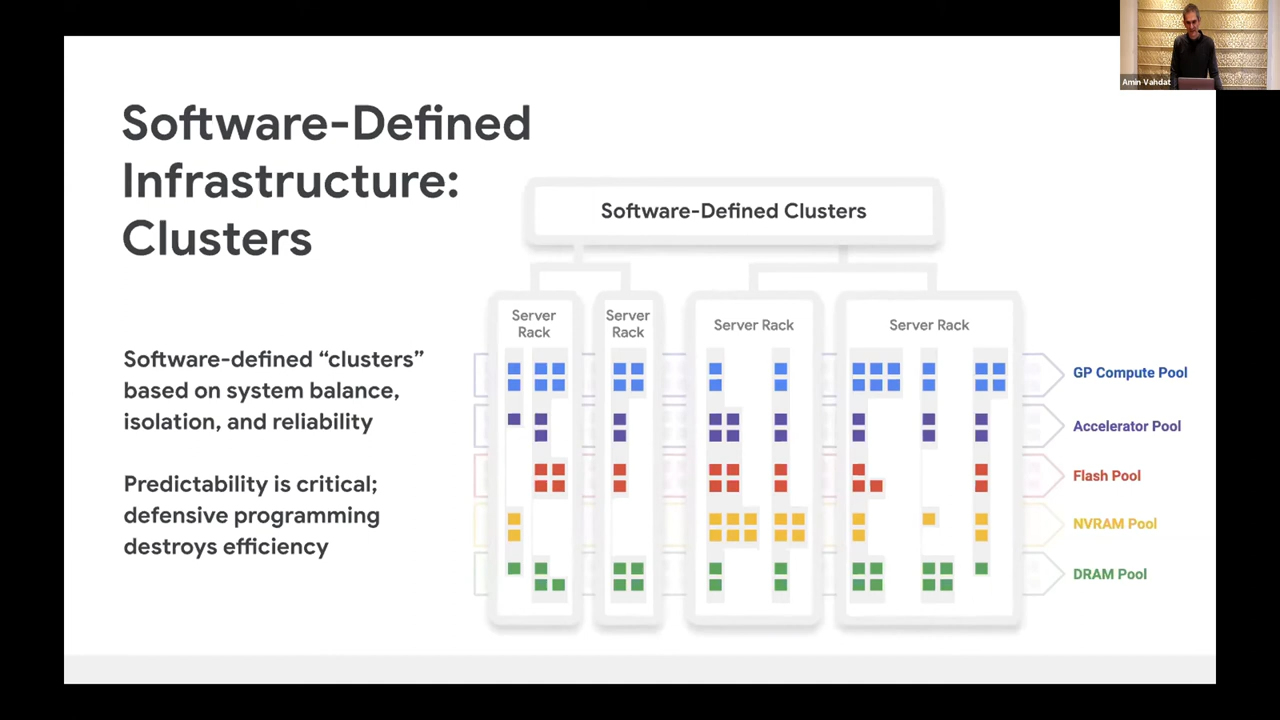 Amin Vahdat
Software-Defined
Infrastructure:
Clusters
Software-Defined Clusters
Server
Rack
Server
Rack
Server Rack
Server Rack
Software-defined “clusters”
based on system balance,
isolation, and reliability
Predictability is critical;
defensive programming
destroys efficiency
GP Compute Pool
Accelerator Pool
Flash Pool
NVRAM Pool
DRAM Pool